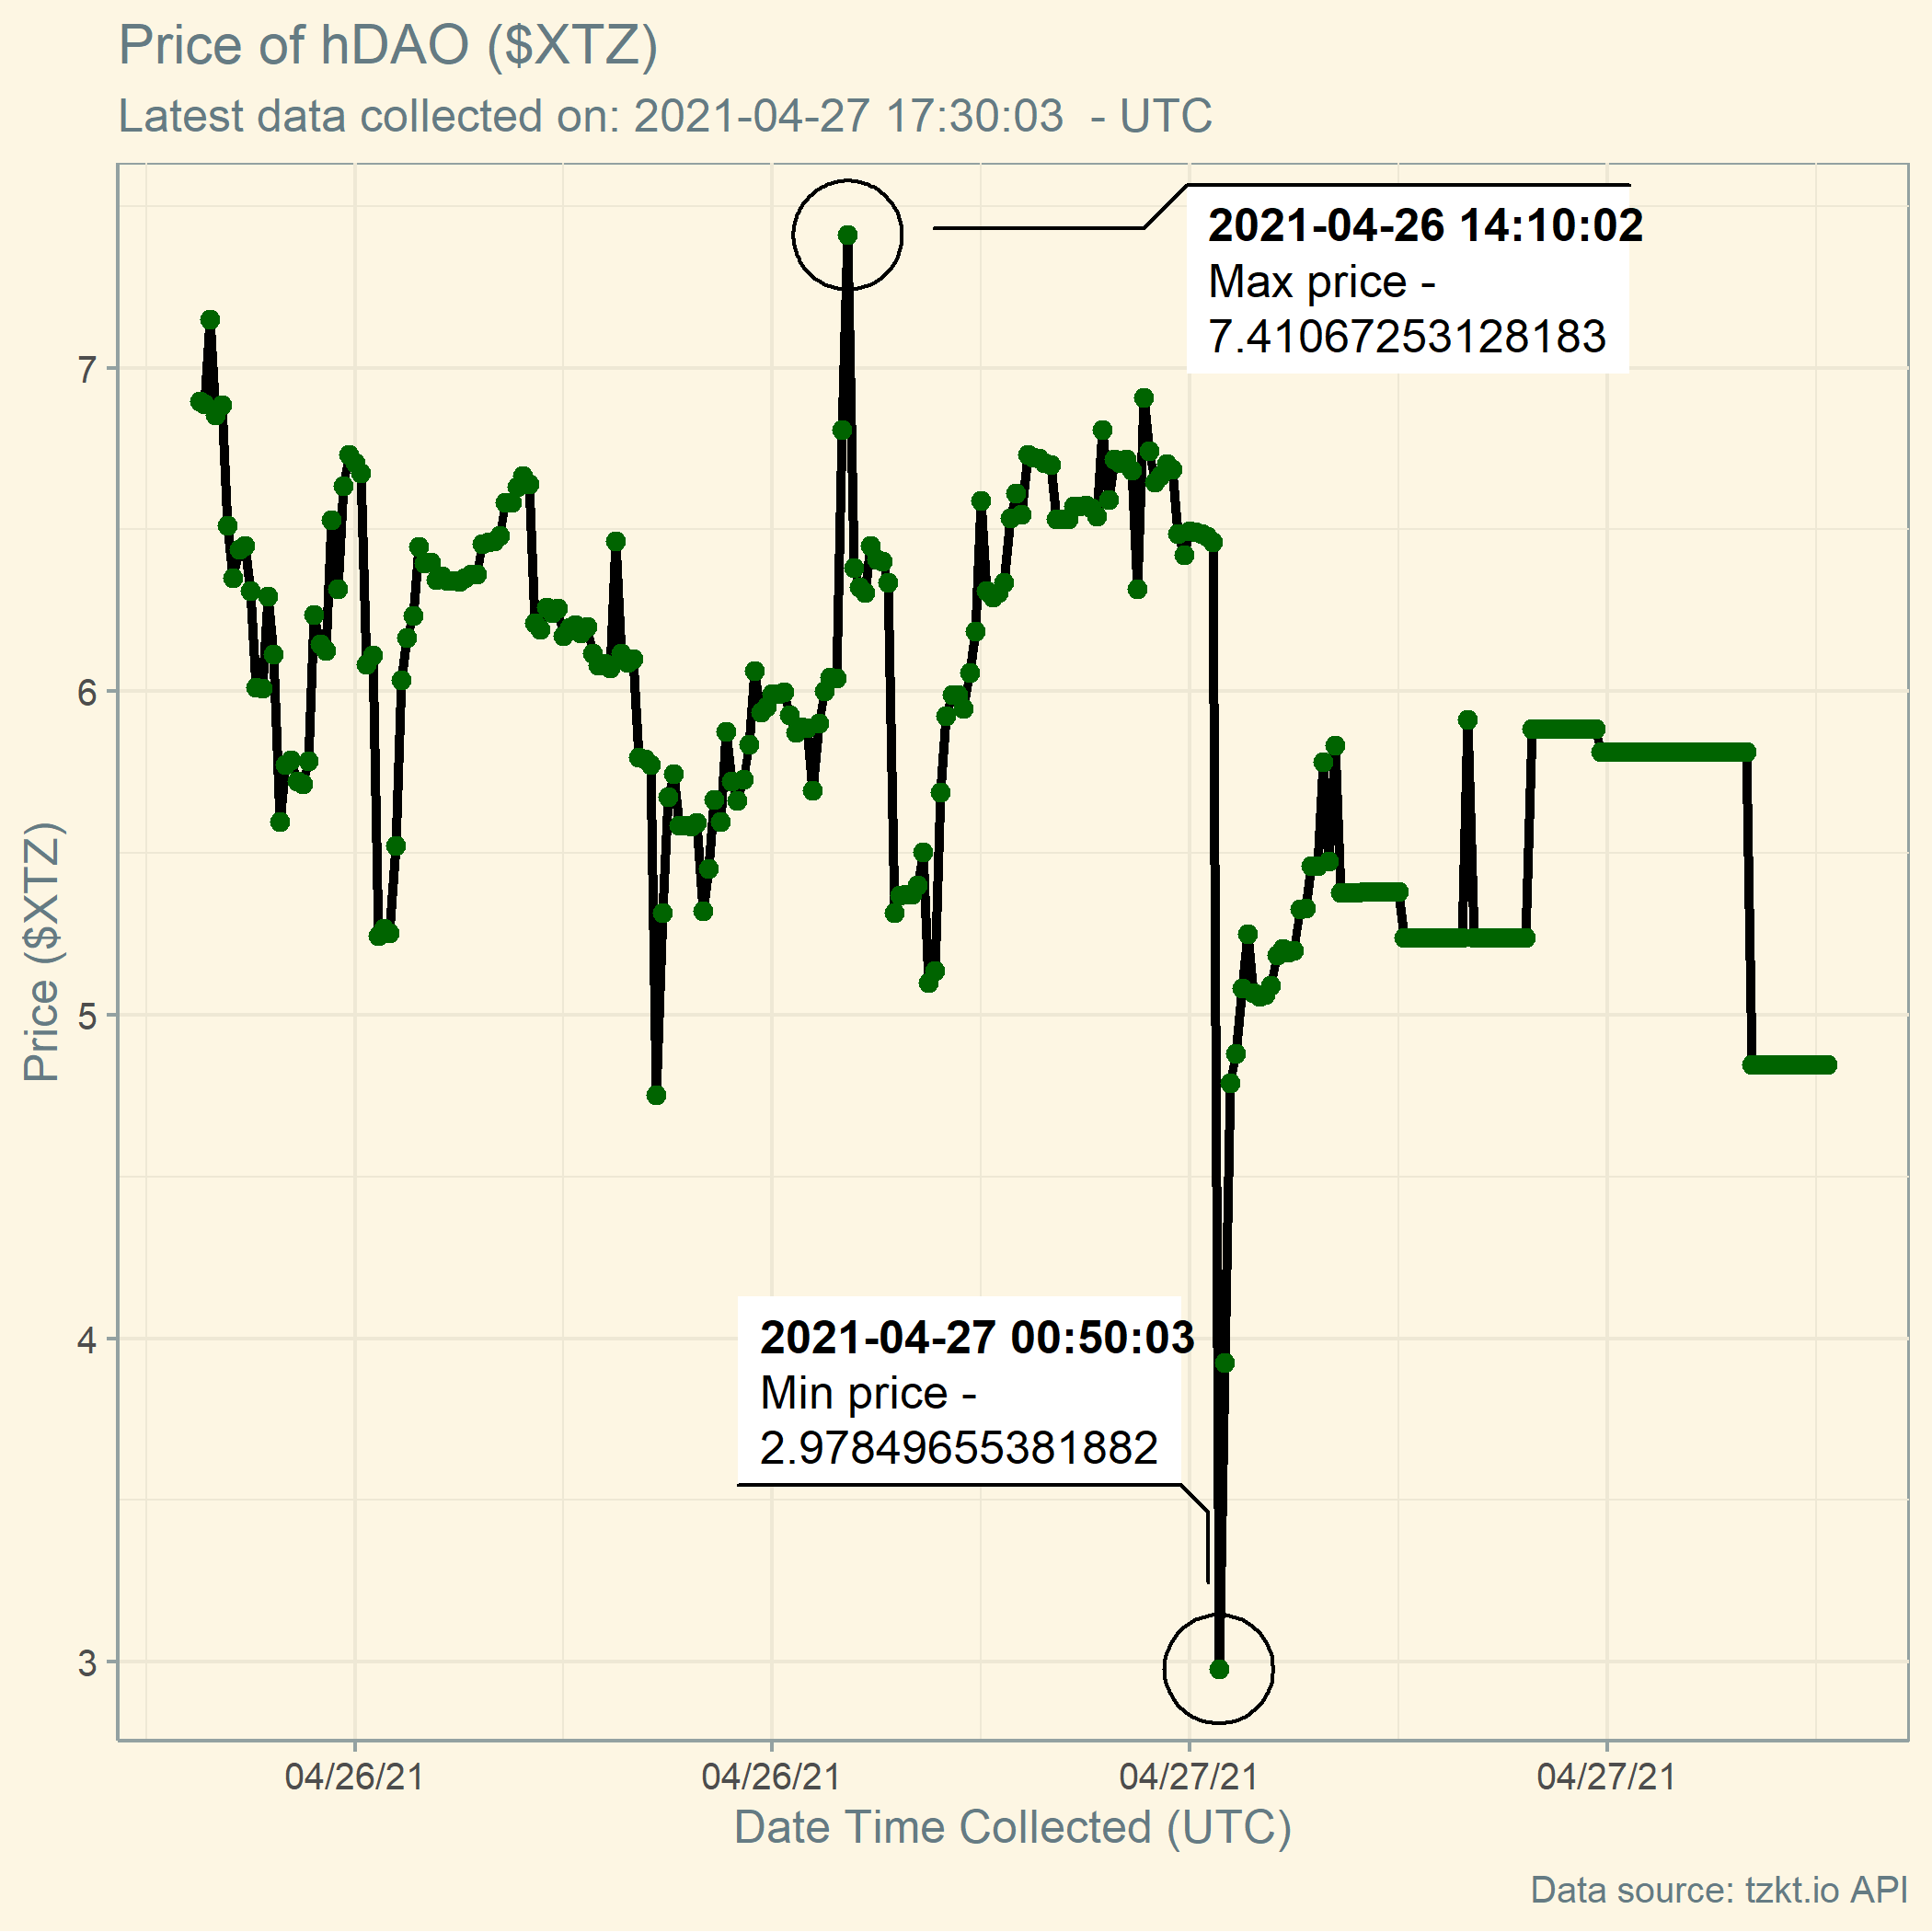 Price of hDAO ($XTZ)
Latest data collected on: 2021-04-27 17:30:03  - UTC
2021-04-26 14:10:02
Max price -
7.41067253128183
7
6
5
4
3
Price ($XTZ)
2021-04-27 00:50:03
Min price -
2.97849655381882
04/26/21
04/26/21
04/27/21
04/27/21
Date Time Collected (UTC)
Data source: tzkt.io API